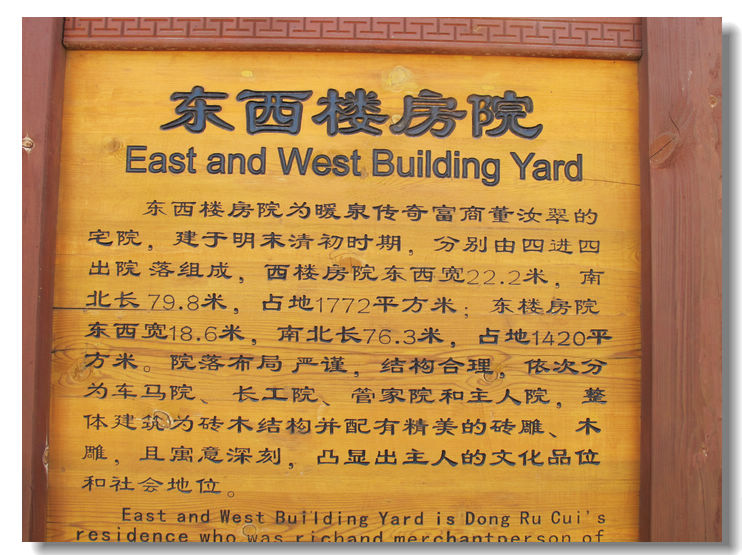 东西楼房院
East and West Building Yard
东西楼房院为暖泉传奇富商董汝翠的
宅院，建于明末清初时期，分别由四进四
出院落组成，西楼房院东西宽22.2米，南
北长79.8米，占地1772平方米；东楼房院
东西宽18.6米，南北长76.3米，占地1420平
方米。院落布局严谨，结构合理，依次分
为车马院、长工院、管家院和主人院，整
体建筑为砖木结构并配有精美的砖雕、木
雕，且寓意深刻，凸显出主人的文化品位
和社会地位。
East and West Building Yard is Dong Ru Cui's
residence who was richand merchantperson of